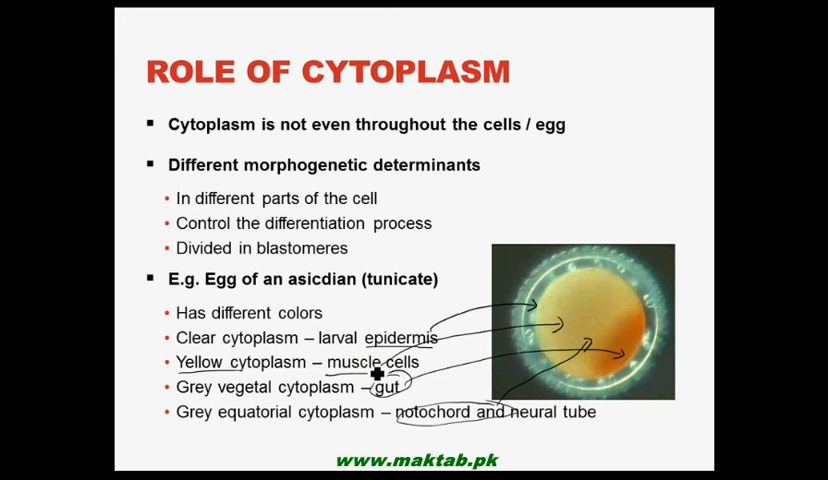 ROLE OF CYTOPLASM
▪ Cytoplasm is not even throughout the cells / egg
▪ Different morphogenetic determinants
• In different parts of the cell
• Control the differentiation process
• Divided in blastomeres
▪ E.g. Egg of an asicdian (tunicate)
• Has different colors
• Clear cytoplasm – larval epidermis
• Yellow cytoplasm – muscle cells
• Grey vegetal cytoplasm – gut
• Grey equatorial cytoplasm – notochord and neural tube
www.maktab.pk